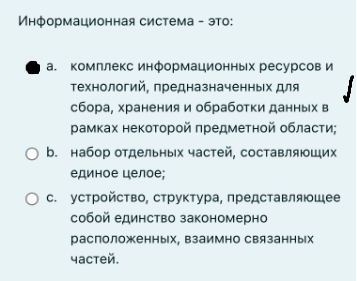 Информационная система - это:
a. комплекс информационных ресурсов и
технологий, предназначенных для
сбора, хранения и обработки данных в
рамках некоторой предметной области;
b. набор отдельных частей, составляющих
единое целое;
c. устройство, структура, представляющее
собой единство закономерно
расположенных, взаимно связанных
частей.